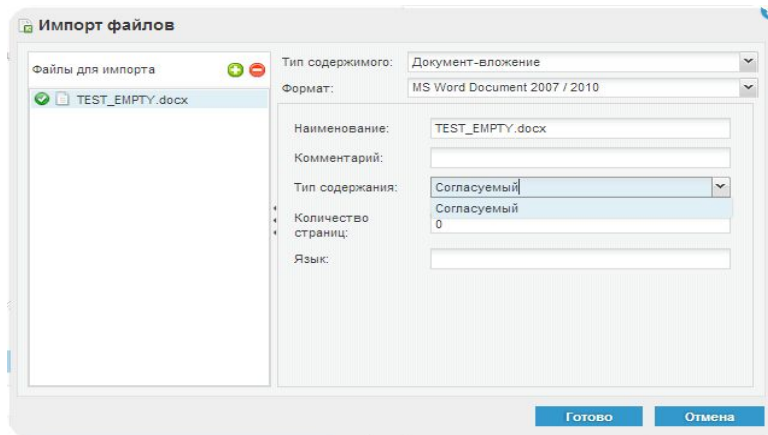 Импорт файлов
Файлы для импорта
TEST_EMPTY.docx
Тип содержимого: Документ-вложение
Формат: MS Word Document 2007 / 2010
Наименование: TEST_EMPTY.docx
Комментарий:
Тип содержания: Согласуемый
Согласуемый
Количество страниц: 0
Язык:
Готово Отмена